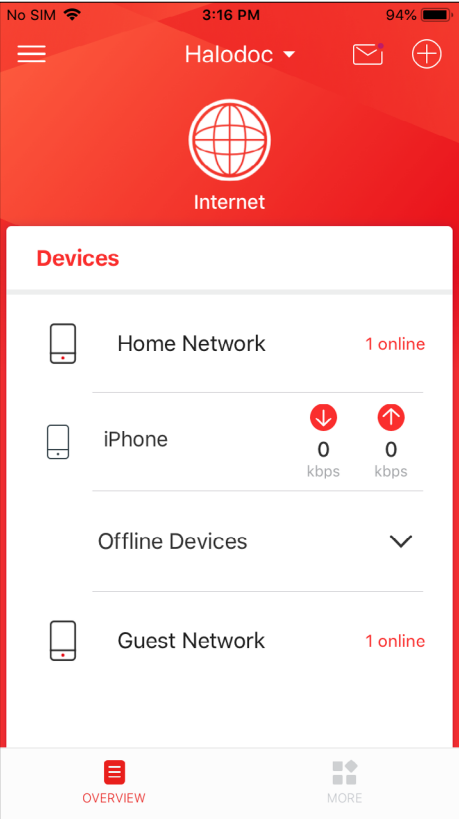 No SIM 3:16 PM 94%
Halodoc
Internet
Devices
Home Network 1 online
iPhone 0 kbps 0 kbps
Offline Devices
Guest Network 1 online
OVERVIEW MORE